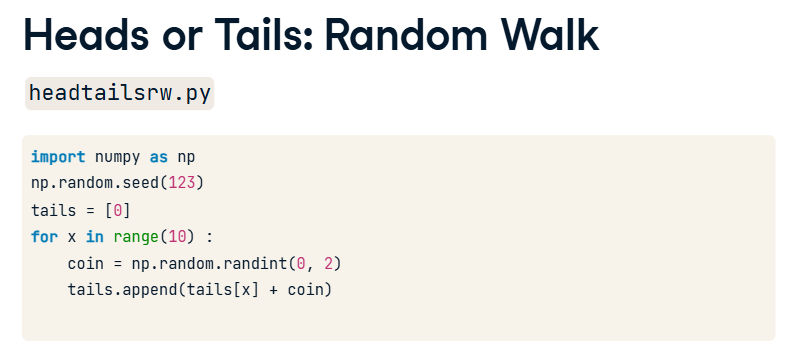 Heads or Tails: Random Walk
headtailsrw.py
import numpy as np
np.random.seed(123)
tails = [0]
for x in range(10) :
    coin = np.random.randint(0, 2)
    tails.append(tails[x] + coin)